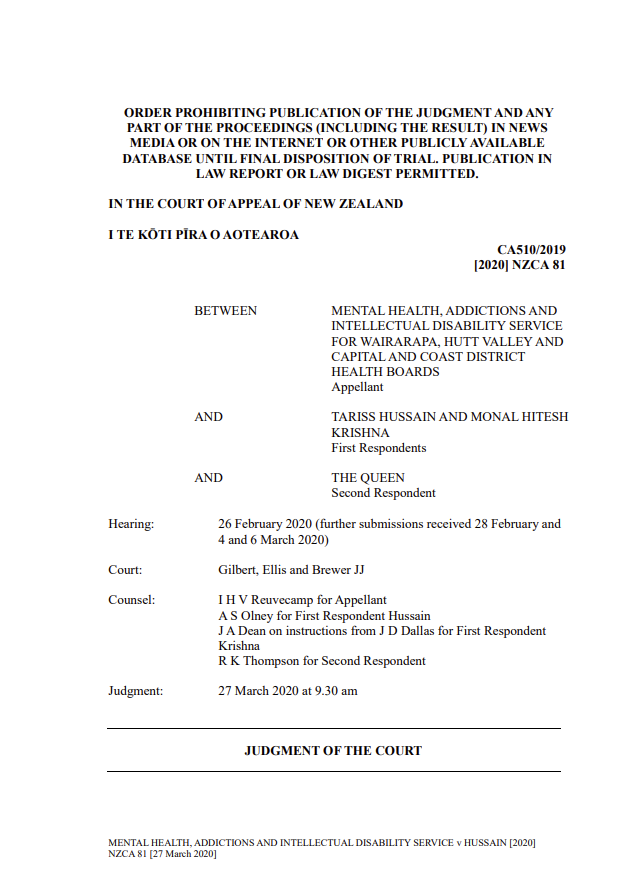 ORDER PROHIBITING PUBLICATION OF THE JUDGMENT AND ANY
PART OF THE PROCEEDINGS (INCLUDING THE RESULT) IN NEWS
MEDIA OR ON THE INTERNET OR OTHER PUBLICLY AVAILABLE
DATABASE UNTIL FINAL DISPOSITION OF TRIAL. PUBLICATION IN
LAW REPORT OR LAW DIGEST PERMITTED.
IN THE COURT OF APPEAL OF NEW ZEALAND
I TE KŌTI PĪRA O AOTEAROA
CA510/2019
[2020] NZCA 81
BETWEEN MENTAL HEALTH, ADDICTIONS AND
INTELLECTUAL DISABILITY SERVICE
FOR WAIRARAPA, HUTT VALLEY AND
CAPITAL AND COAST DISTRICT
HEALTH BOARDS
Appellant
AND TARISS HUSSAIN AND MONAL HITESH
KRISHNA
First Respondents
AND THE QUEEN
Second Respondent
Hearing: 26 February 2020 (further submissions received 28 February and
4 and 6 March 2020)
Court: Gilbert, Ellis and Brewer JJ
Counsel: I H V Reuvecamp for Appellant
A S Olney for First Respondent Hussain
J A Dean on instructions from J D Dallas for First Respondent
Krishna
R K Thompson for Second Respondent
Judgment: 27 March 2020 at 9.30 am
JUDGMENT OF THE COURT
MENTAL HEALTH, ADDICTIONS AND INTELLECTUAL DISABILITY SERVICE v HUSSAIN [2020]
NZCA 81 [27 March 2020]